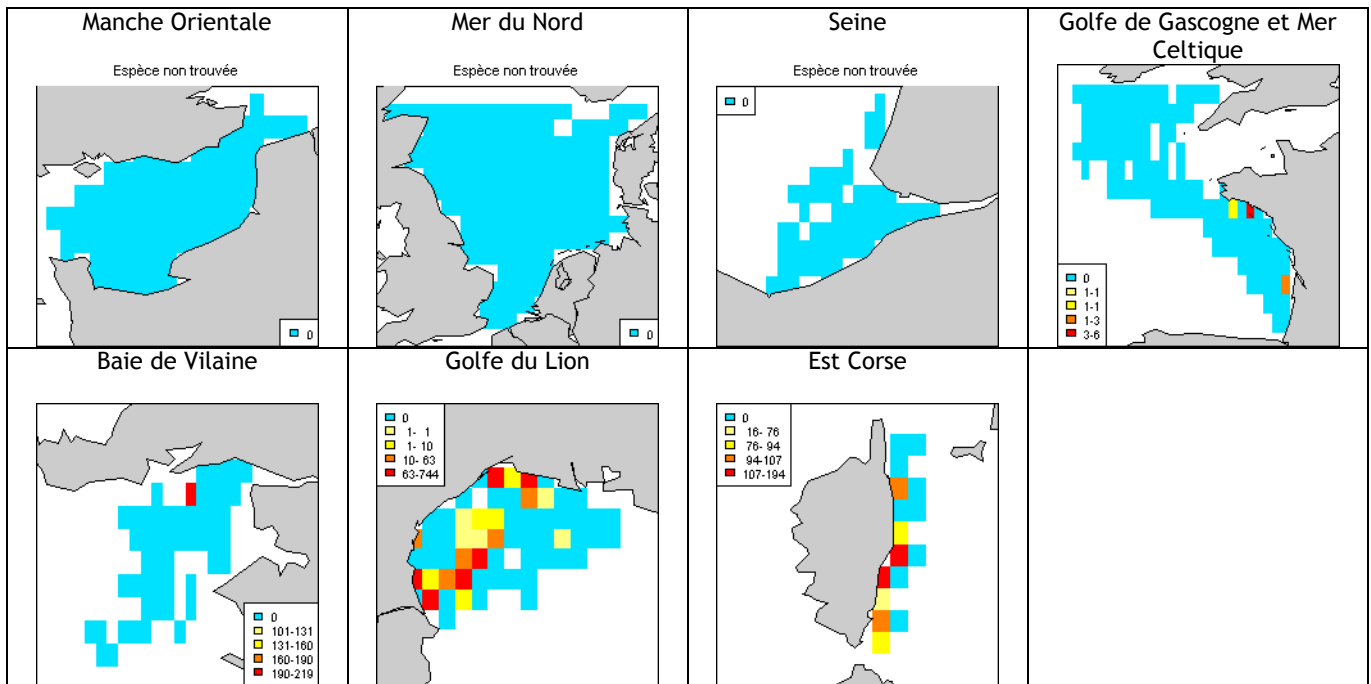 Manche Orientale
Espèce non trouvée
0
Mer du Nord
Espèce non trouvée
0
Seine
Espèce non trouvée
0
Golfe de Gascogne et Mer
Celtique
0
1-1
1-1
1-3
3-6
Baie de Vilaine
0
101-131
131-160
160-190
190-219
Golfe du Lion
0
1- 1
1- 10
10- 63
63-744
Est Corse
0
16- 76
76- 94
94-107
107-194